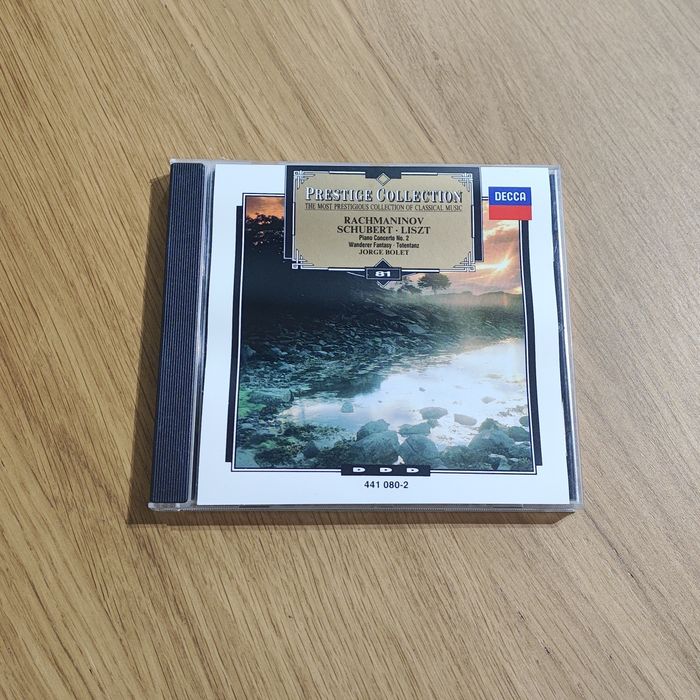 PRESTIGE COLLECTION
THE MOST PRESTIGIOUS COLLECTION OF CLASSICAL MUSIC
DECCA
RACHMANINOV
SCHUBERT · LISZT
Piano Concerto No. 2
Wanderer Fantasy · Totentanz
JORGE BOLET
81
D D D
441 080-2